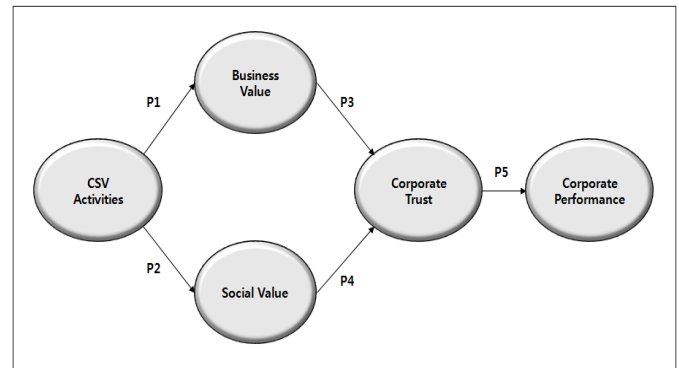 Business
Value
P1
P3
CSV
Activities
Corporate
Trust
P5
Corporate
Performance
P2
P4
Social Value